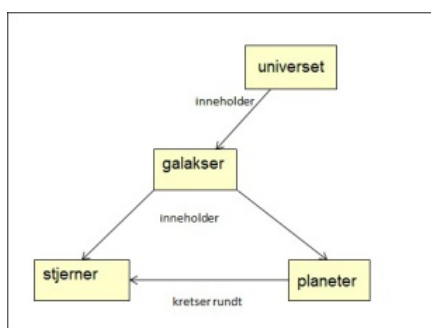 universet
inneholder
galakser
inneholder
stjerner
planeter
kretser rundt